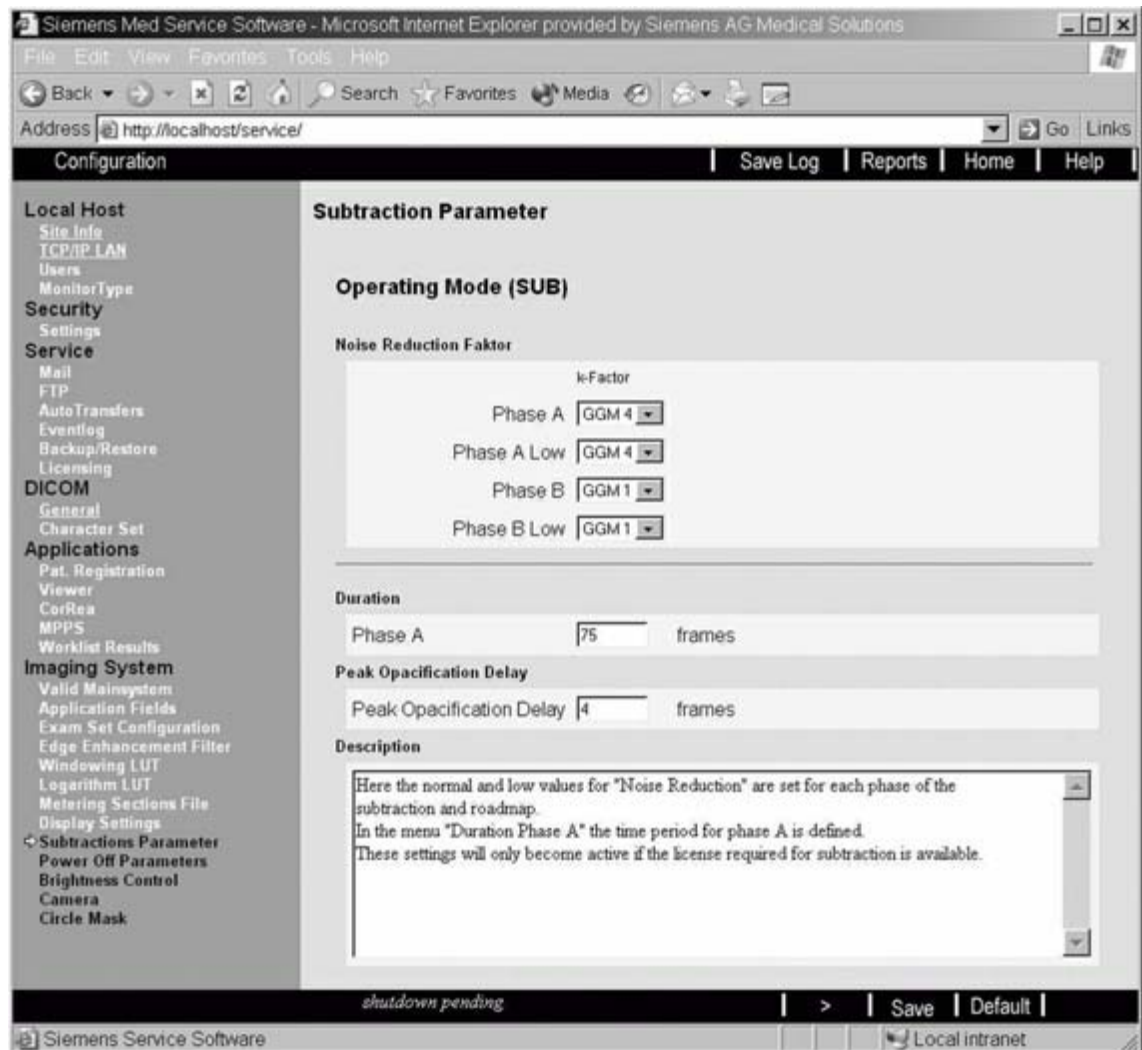 Siemens Med Service Software - Microsoft Internet Explorer provided by Siemens AG Medical Solutions
File Edit View Favorites Tools Help
Back Search Favorites Media
Address http://localhost/service/ Go Links
Configuration Save Log Reports Home Help
Local Host
Site Info
TCP/IP LAN
Users
MonitorType
Security
Settings
Service
Mail
FTP
AutoTransfers
Eventlog
Backup/Restore
Licensing
DICOM
General
Character Set
Applications
Pat. Registration
Viewer
CorRea
MPPS
Worklist Results
Imaging System
Valid Mainsystem
Application Fields
Exam Set Configuration
Edge Enhancement Filter
Windowing LUT
Logarithm LUT
Metering Sections File
Display Settings
Subtractions Parameter
Power Off Parameters
Brightness Control
Camera
Circle Mask
Subtraction Parameter
Operating Mode (SUB)
Noise Reduction Faktor
k-Factor
Phase A GGM 4
Phase A Low GGM 4
Phase B GGM 1
Phase B Low GGM 1
Duration
Phase A 75 frames
Peak Opacification Delay
Peak Opacification Delay 4 frames
Description
Here the normal and low values for "Noise Reduction" are set for each phase of the
subtraction and roadmap.
In the menu "Duration Phase A" the time period for phase A is defined.
These settings will only become active if the license required for subtraction is available.
shutdown pending > Save Default
Siemens Service Software Local intranet